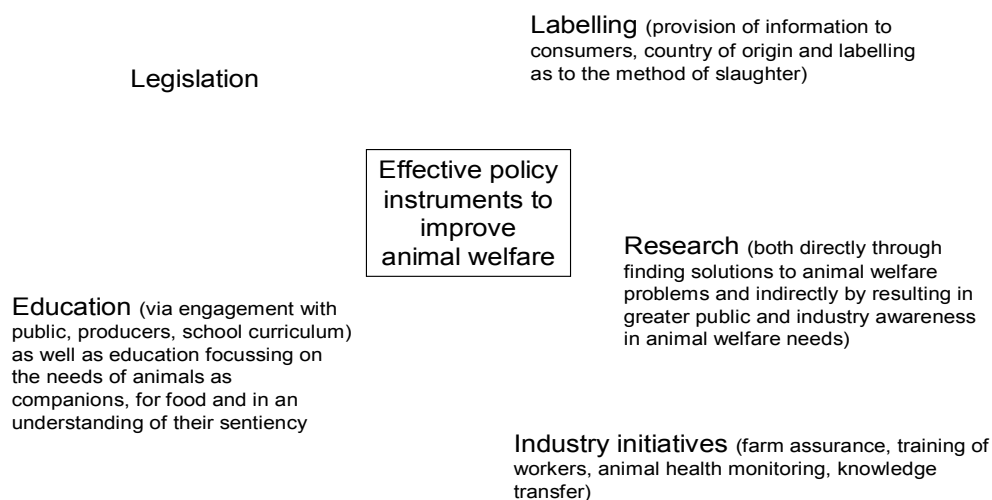 Labelling (provision of information to
consumers, country of origin and labelling
as to the method of slaughter)
Legislation
Effective policy
instruments to
improve
animal welfare
Research (both directly through
finding solutions to animal welfare
problems and indirectly by resulting in
greater public and industry awareness
in animal welfare needs)
Education (via engagement with
public, producers, school curriculum)
as well as education focussing on
the needs of animals as
companions, for food and in an
understanding of their sentiency
Industry initiatives (farm assurance, training of
workers, animal health monitoring, knowledge
transfer)